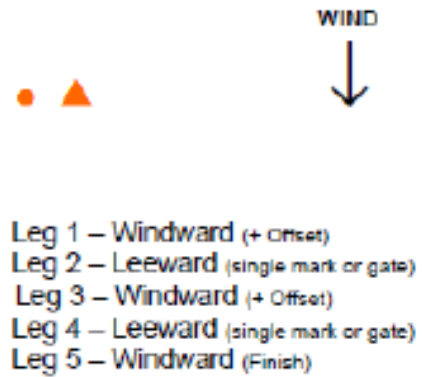 WIND
Leg 1 – Windward (+ Offset)
Leg 2 – Leeward (single mark or gate)
Leg 3 – Windward (+ Offset)
Leg 4 – Leeward (single mark or gate)
Leg 5 – Windward (Finish)